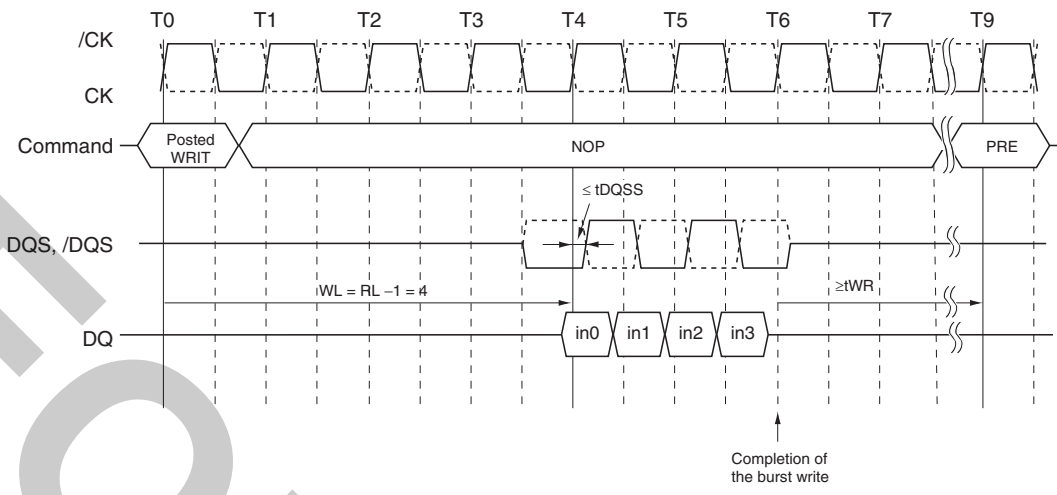 T0 T1 T2 T3 T4 T5 T6 T7 T9
/CK
CK
Command
Posted
WRIT
NOP
PRE
≤ tDQSS
DQS, /DQS
WL = RL −1 = 4
≥tWR
DQ
in0 in1 in2 in3
Completion of
the burst write